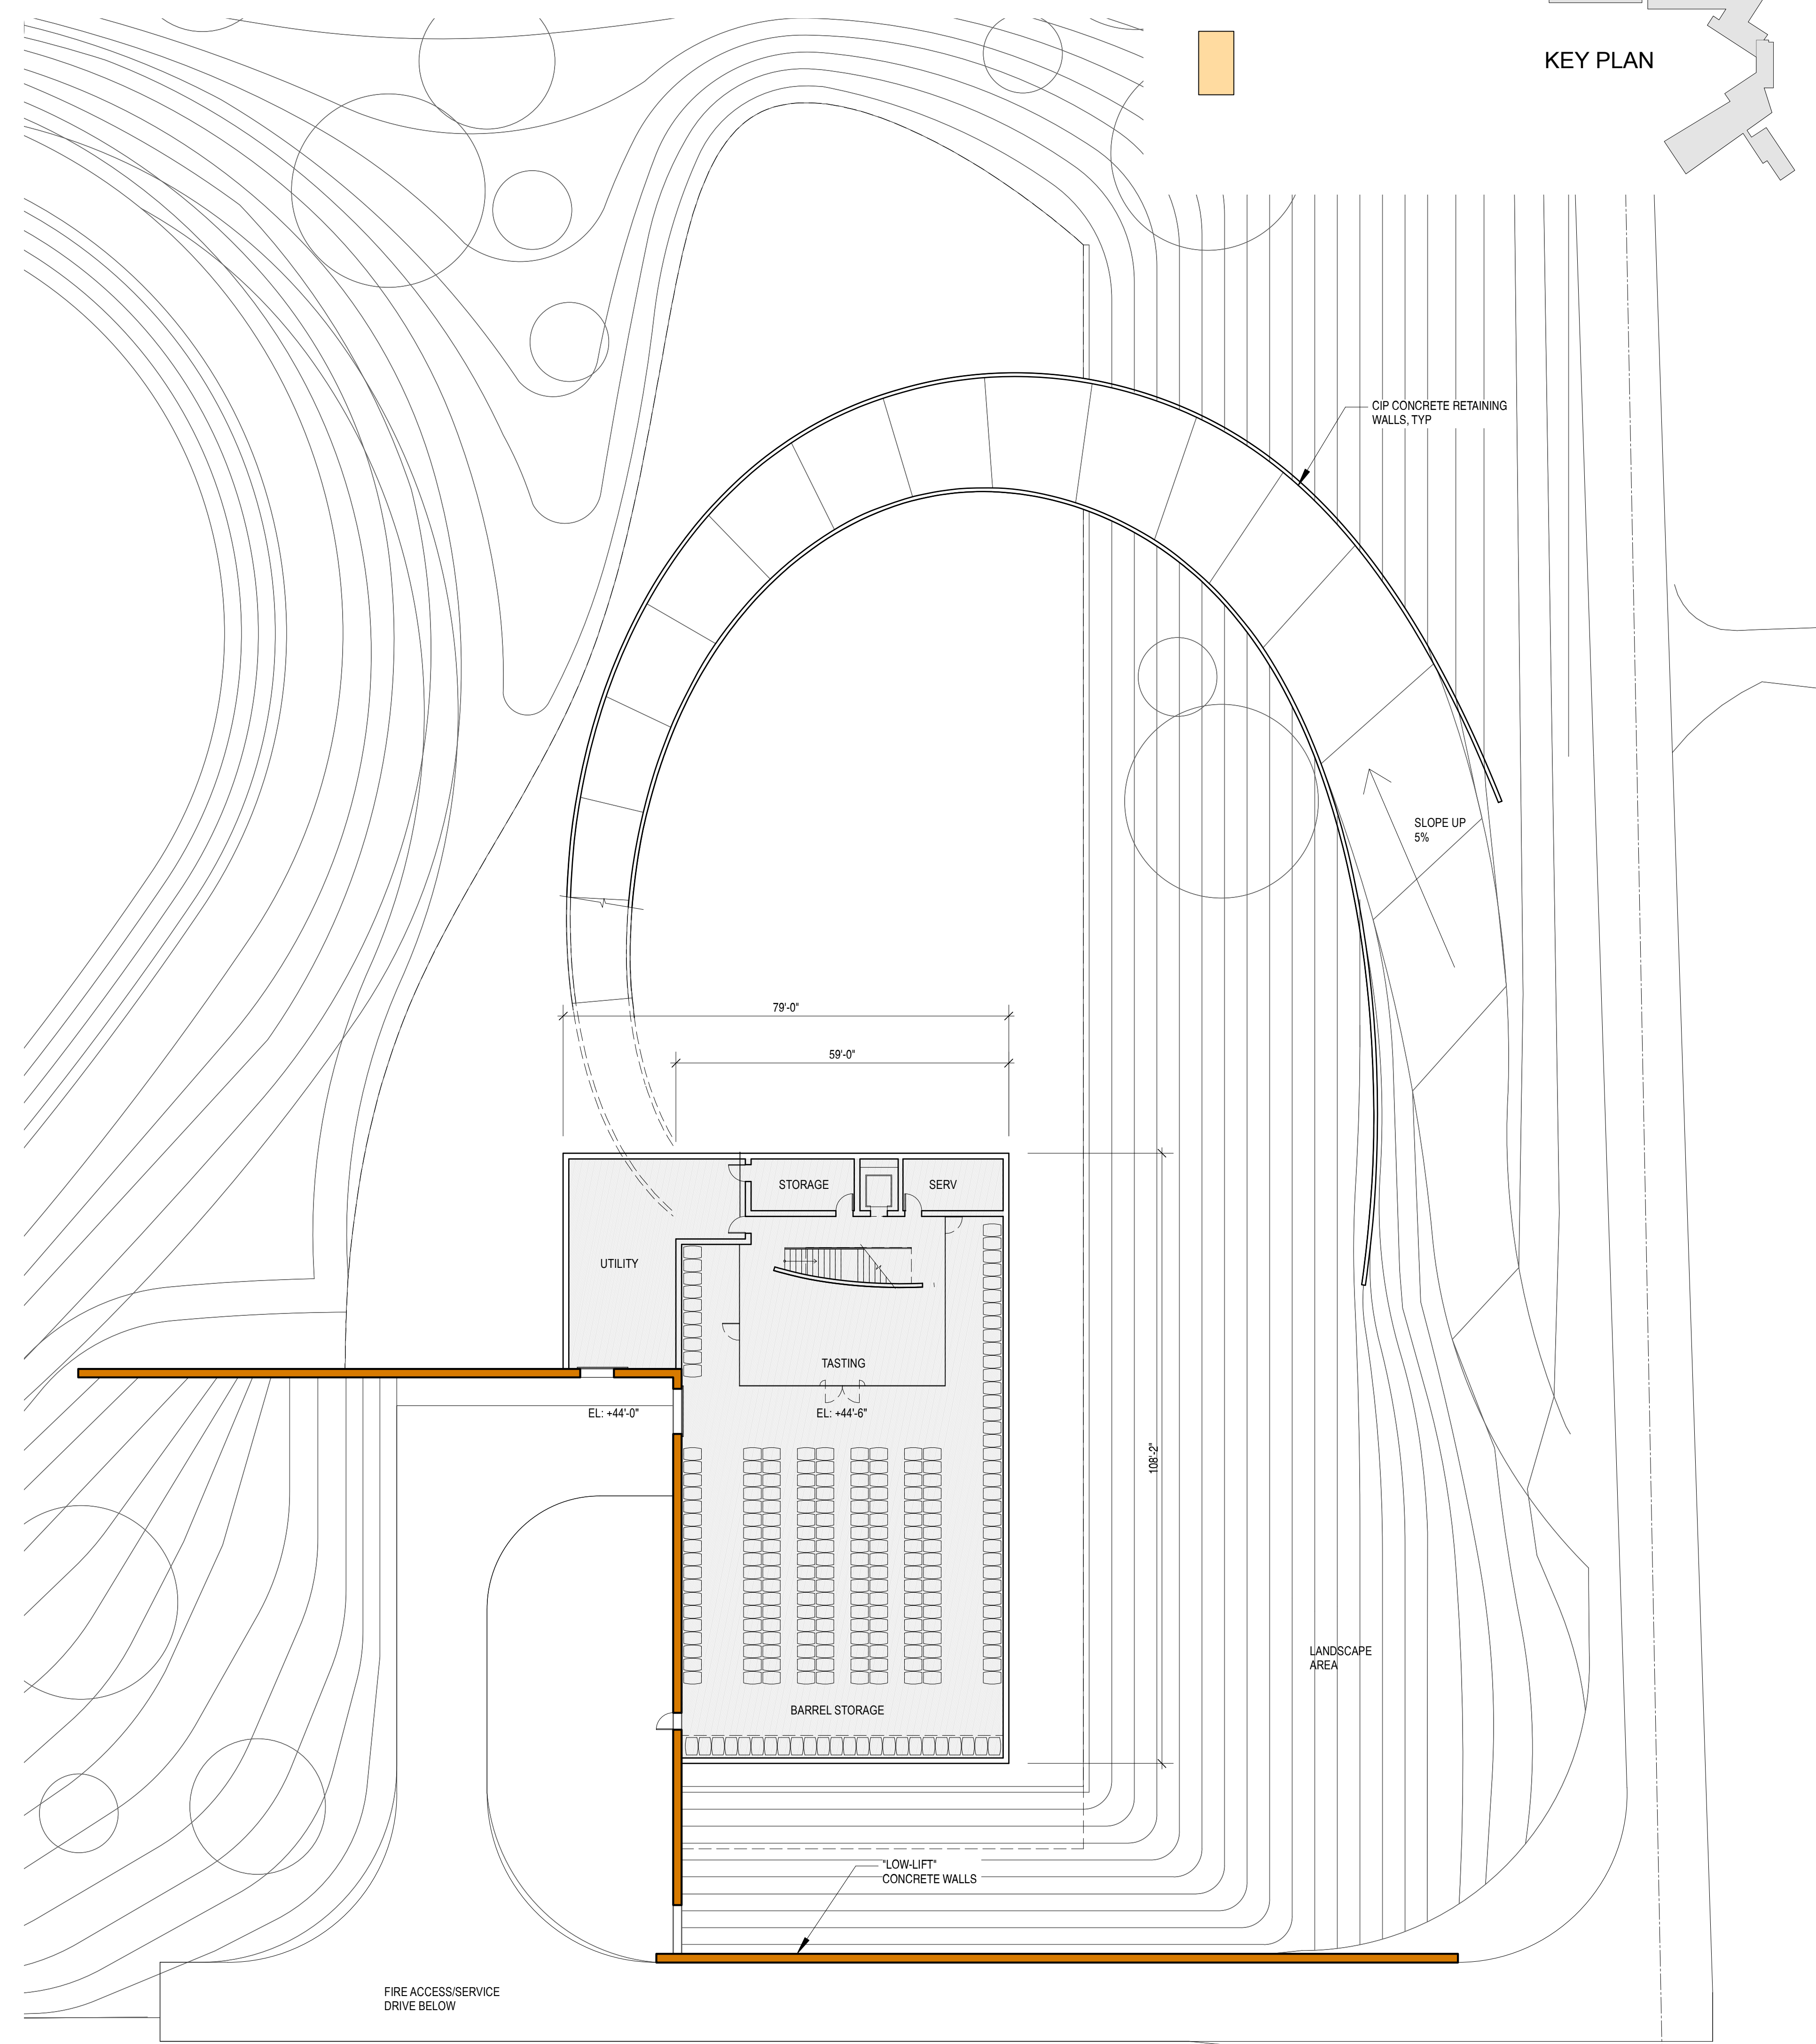 KEY PLAN
CIP CONCRETE RETAINING
WALLS, TYP
SLOPE UP
5%
79'-0"
59'-0"
STORAGE
SERV
UTILITY
TASTING
EL: +44'-0"
EL: +44'-6"
108'-2"
LANDSCAPE
AREA
BARREL STORAGE
"LOW-LIFT"
CONCRETE WALLS
FIRE ACCESS/SERVICE
DRIVE BELOW